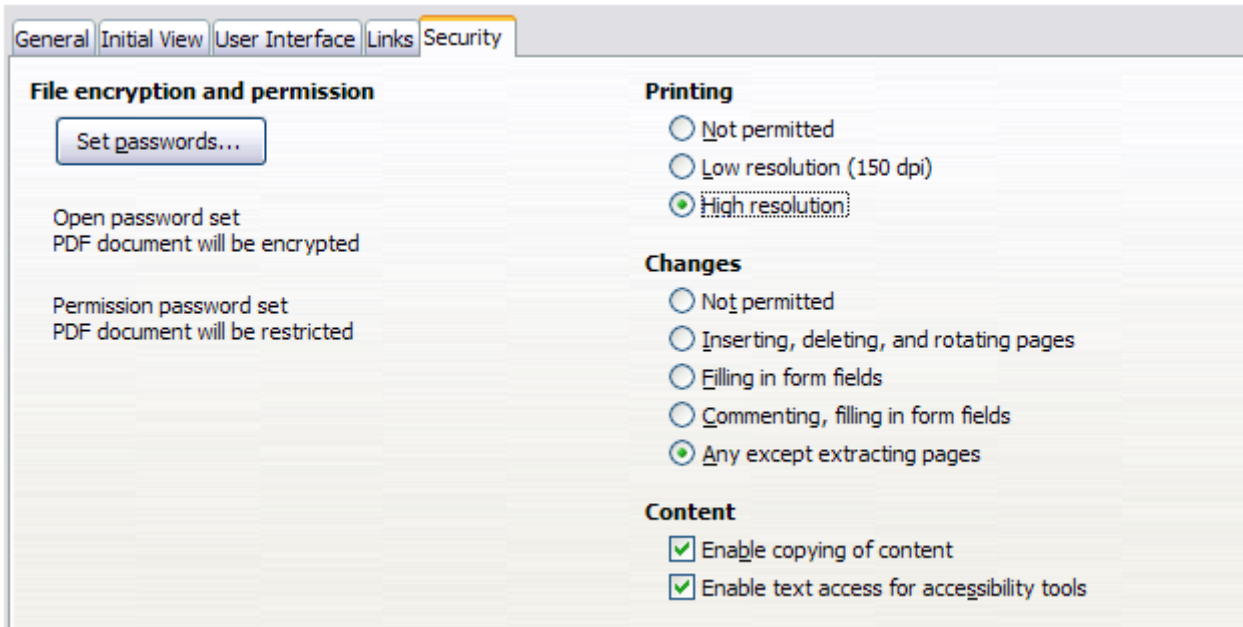 General Initial View User Interface Links Security
File encryption and permission
Set passwords...
Open password set
PDF document will be encrypted
Permission password set
PDF document will be restricted
Printing
Not permitted
Low resolution (150 dpi)
High resolution
Changes
Not permitted
Inserting, deleting, and rotating pages
Filling in form fields
Commenting, filling in form fields
Any except extracting pages
Content
Enable copying of content
Enable text access for accessibility tools